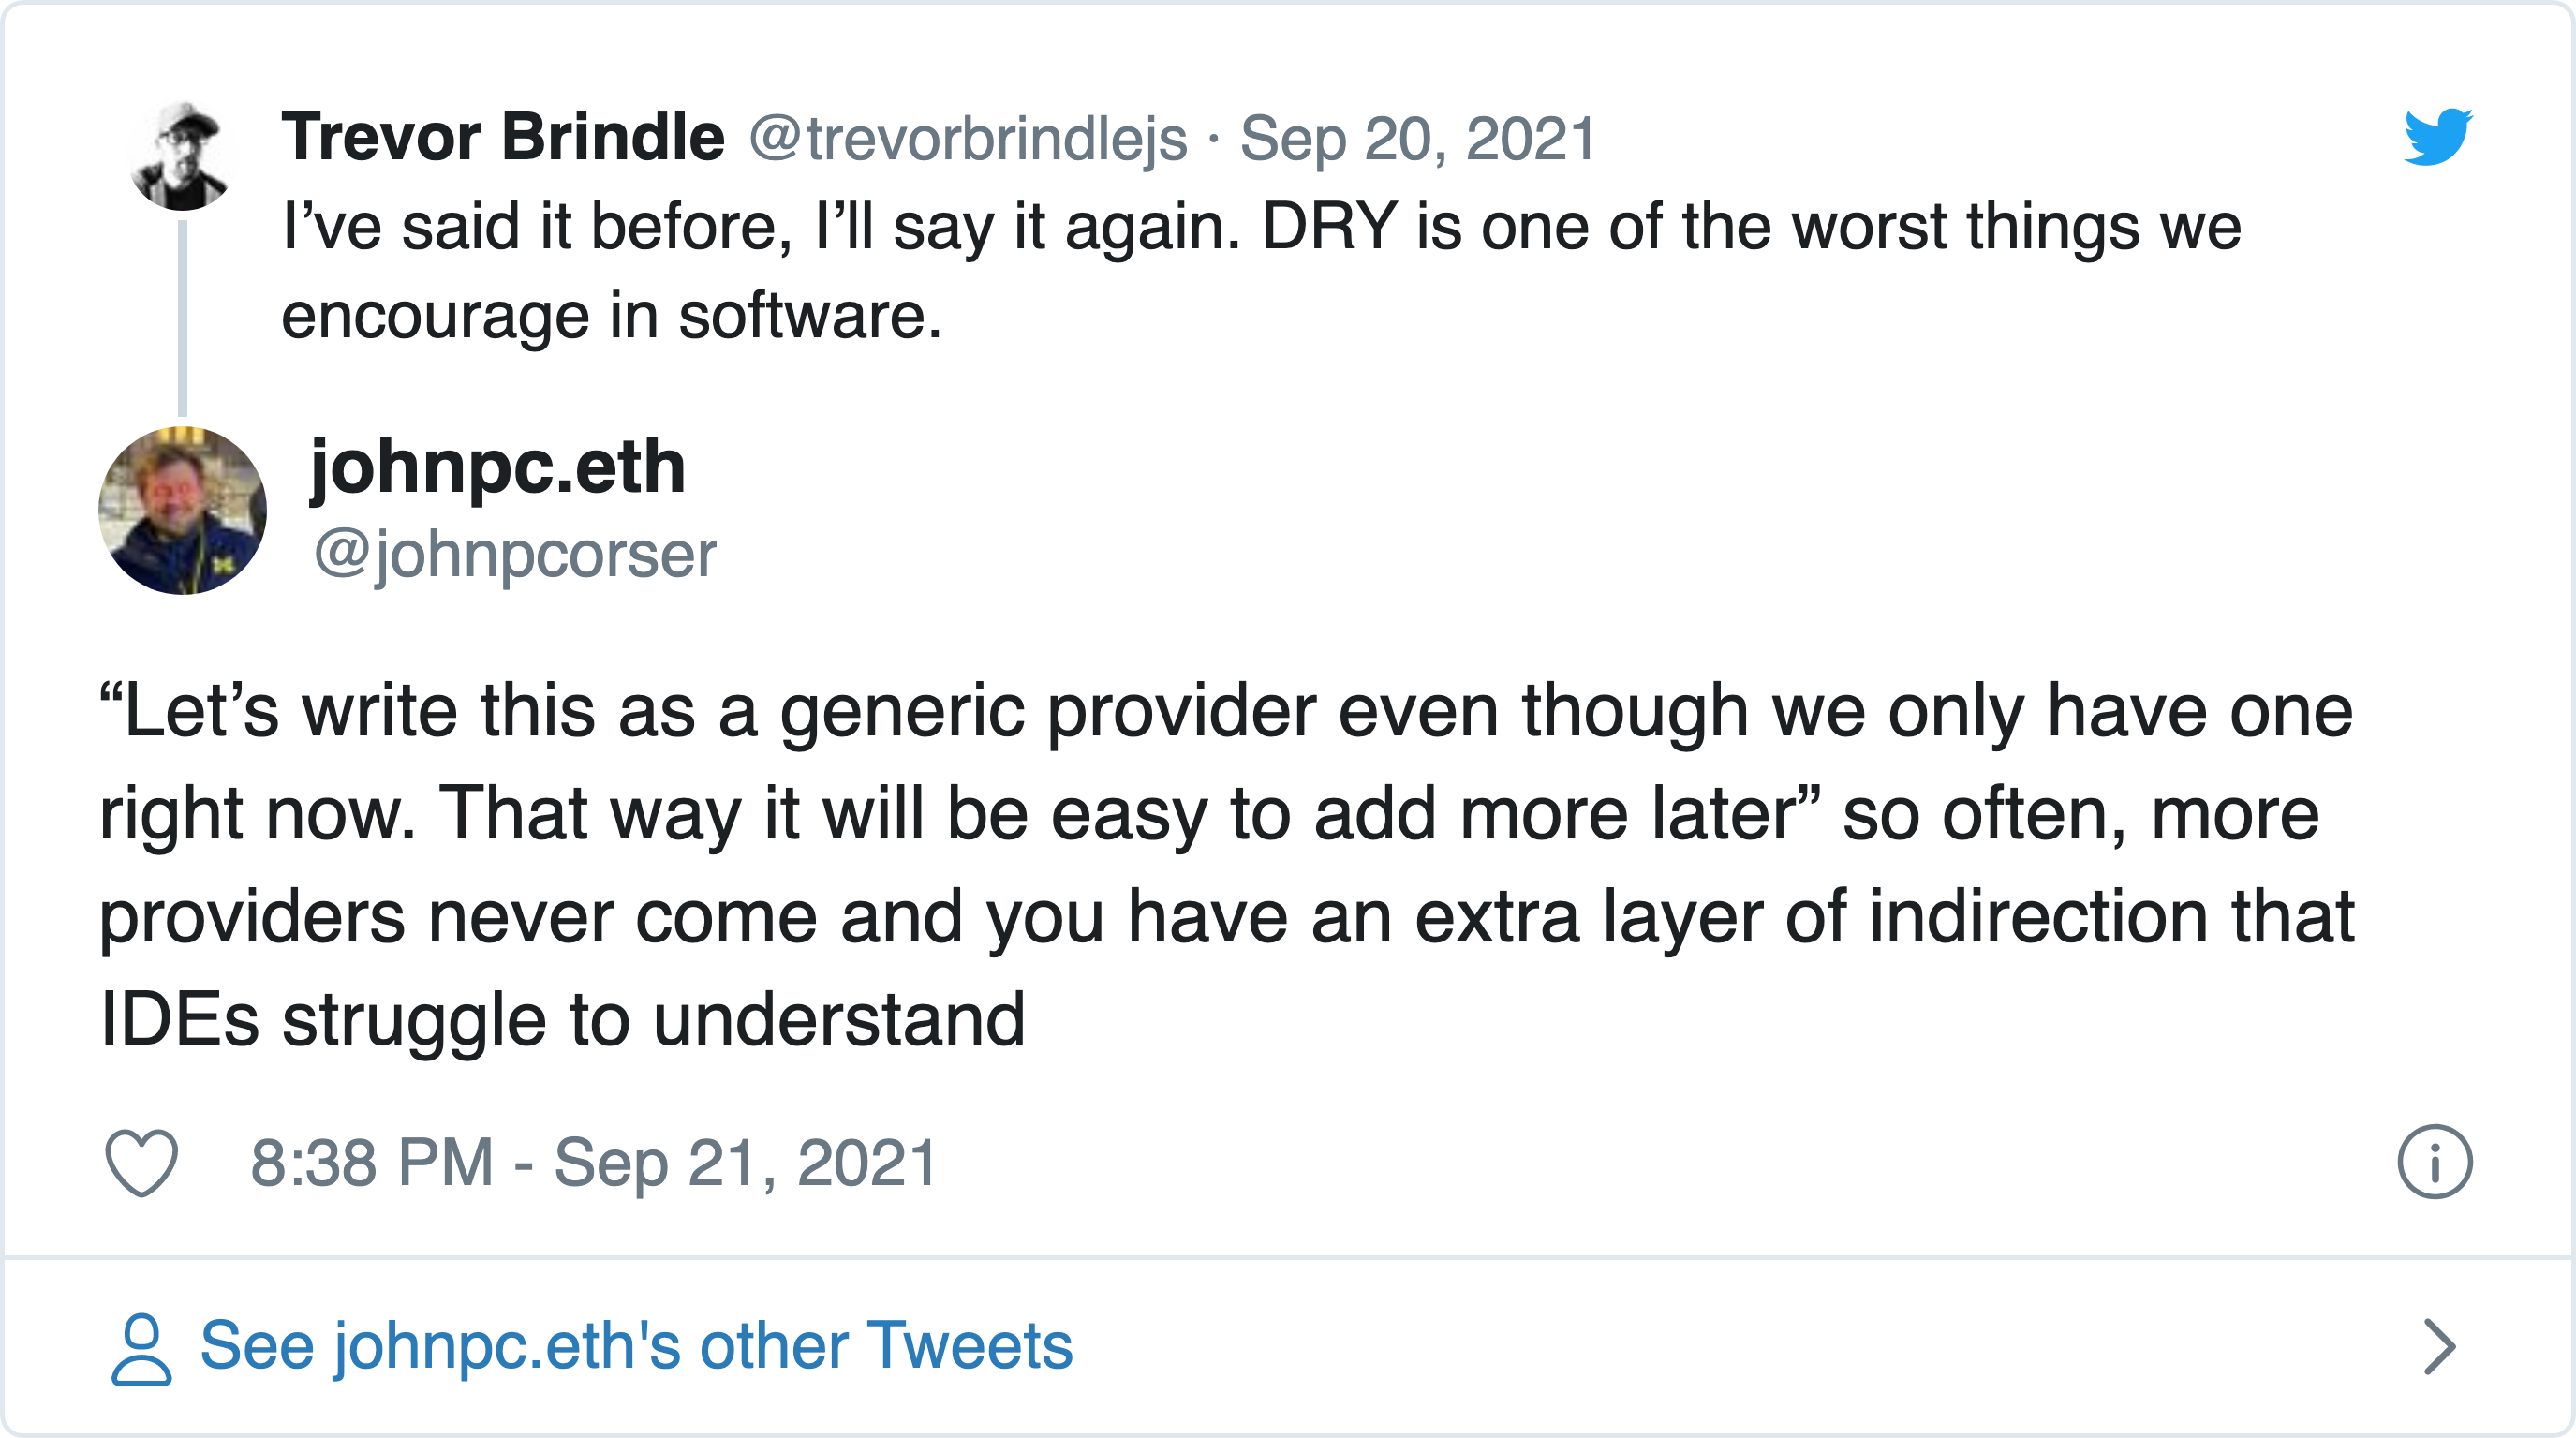 Trevor Brindle @trevorbrindlejs · Sep 20, 2021
I’ve said it before, I’ll say it again. DRY is one of the worst things we
encourage in software.
johnpc.eth
@johnpcorser
“Let’s write this as a generic provider even though we only have one
right now. That way it will be easy to add more later” so often, more
providers never come and you have an extra layer of indirection that
IDEs struggle to understand
8:38 PM - Sep 21, 2021
See johnpc.eth's other Tweets